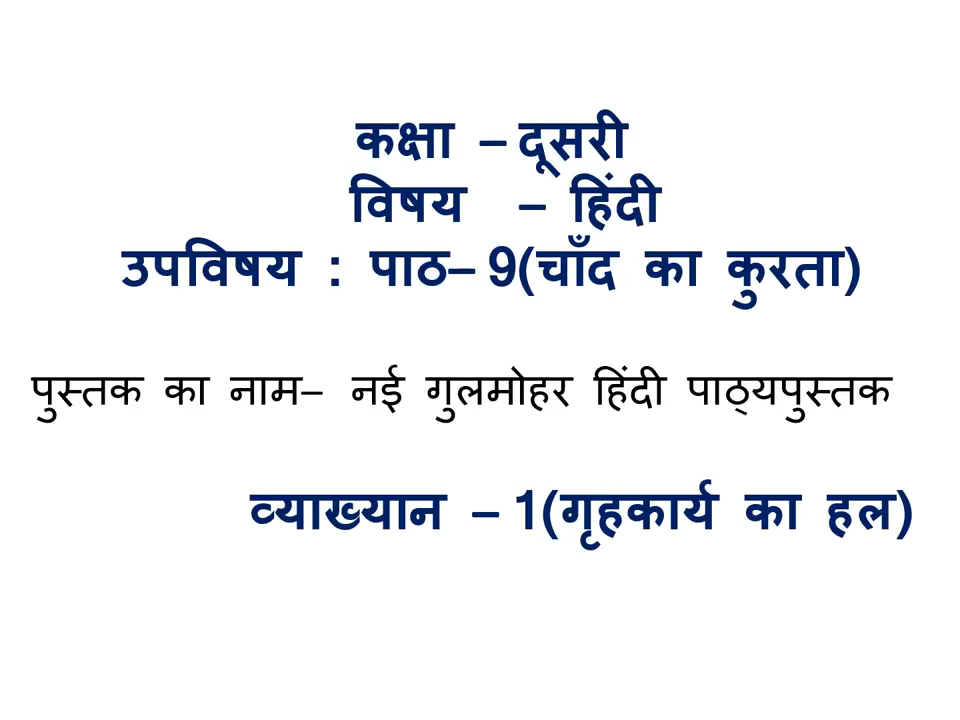 कक्षा – दूसरी
विषय – हिंदी
उपविषय : पाठ– 9(चाँद का कुरता)
पुस्तक का नाम– नई गुलमोहर हिंदी पाठ्यपुस्तक
व्याख्यान – 1(गृहकार्य का हल)